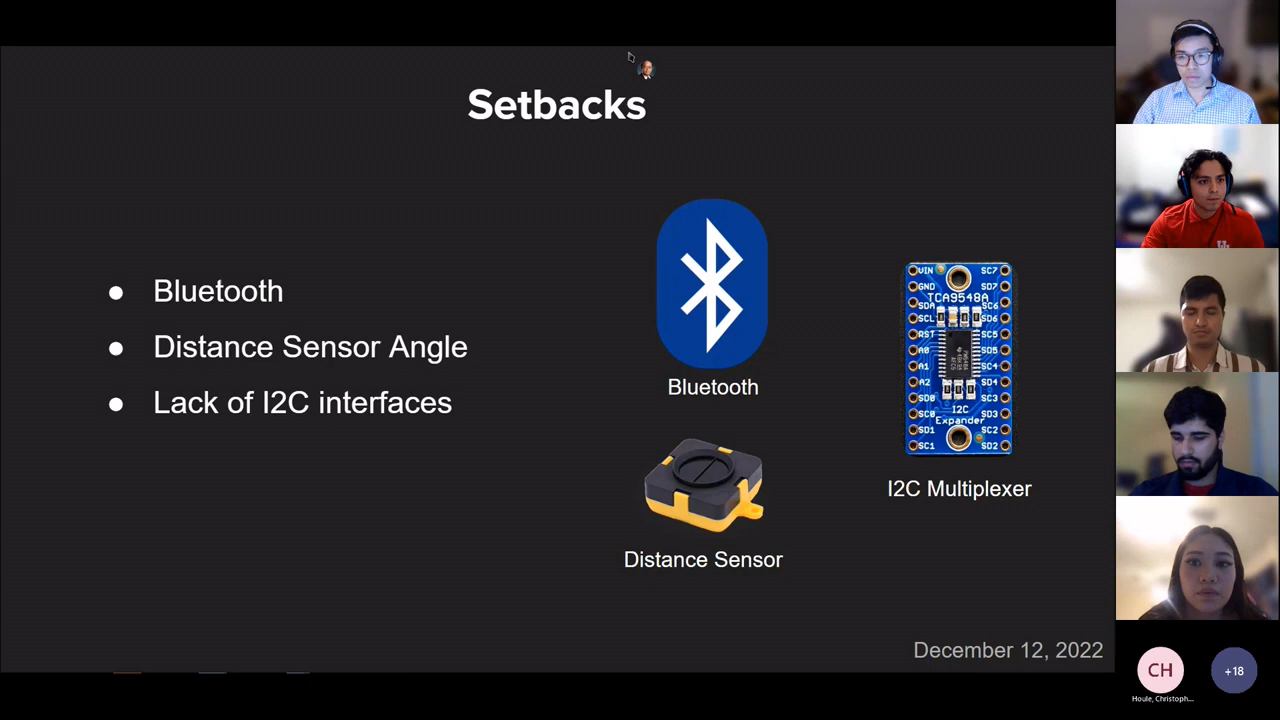 Setbacks
● Bluetooth
● Distance Sensor Angle
● Lack of I2C interfaces
Bluetooth
Distance Sensor
VIN SC7
GND SD7
TCA9548A
SDA SC6
SCL SD6
RST SC5
A0 SD5
A1 SC4
A2 SD4
SD0 SC3
I2C
SC0 SD3
Expander
SD1 SC2
SC1 SD2
I2C Multiplexer
December 12, 2022
CH
+18
Houle, Christoph...